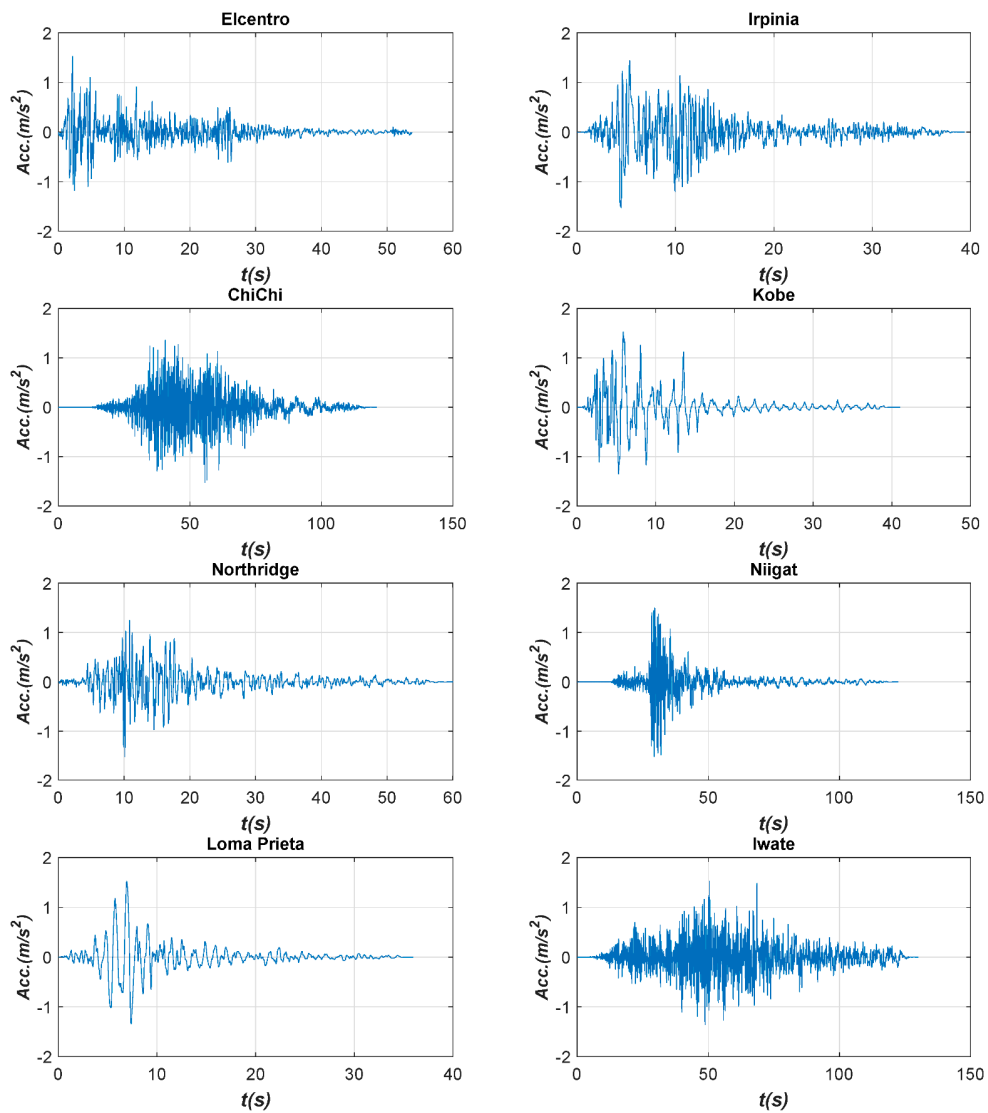 Elcentro
2
1
0
-1
-2
Acc.(m/s²)
0 10 20 30 40 50 60
t(s)
Irpinia
2
1
0
-1
-2
Acc.(m/s²)
0 10 20 30 40
t(s)
ChiChi
2
1
0
-1
-2
Acc.(m/s²)
0 50 100 150
t(s)
Kobe
2
1
0
-1
-2
Acc.(m/s²)
0 10 20 30 40 50
t(s)
Northridge
2
1
0
-1
-2
Acc.(m/s²)
0 10 20 30 40 50 60
t(s)
Niigat
2
1
0
-1
-2
Acc.(m/s²)
0 50 100 150
t(s)
Loma Prieta
2
1
0
-1
-2
Acc.(m/s²)
0 10 20 30 40
t(s)
Iwate
2
1
0
-1
-2
Acc.(m/s²)
0 50 100 150
t(s)